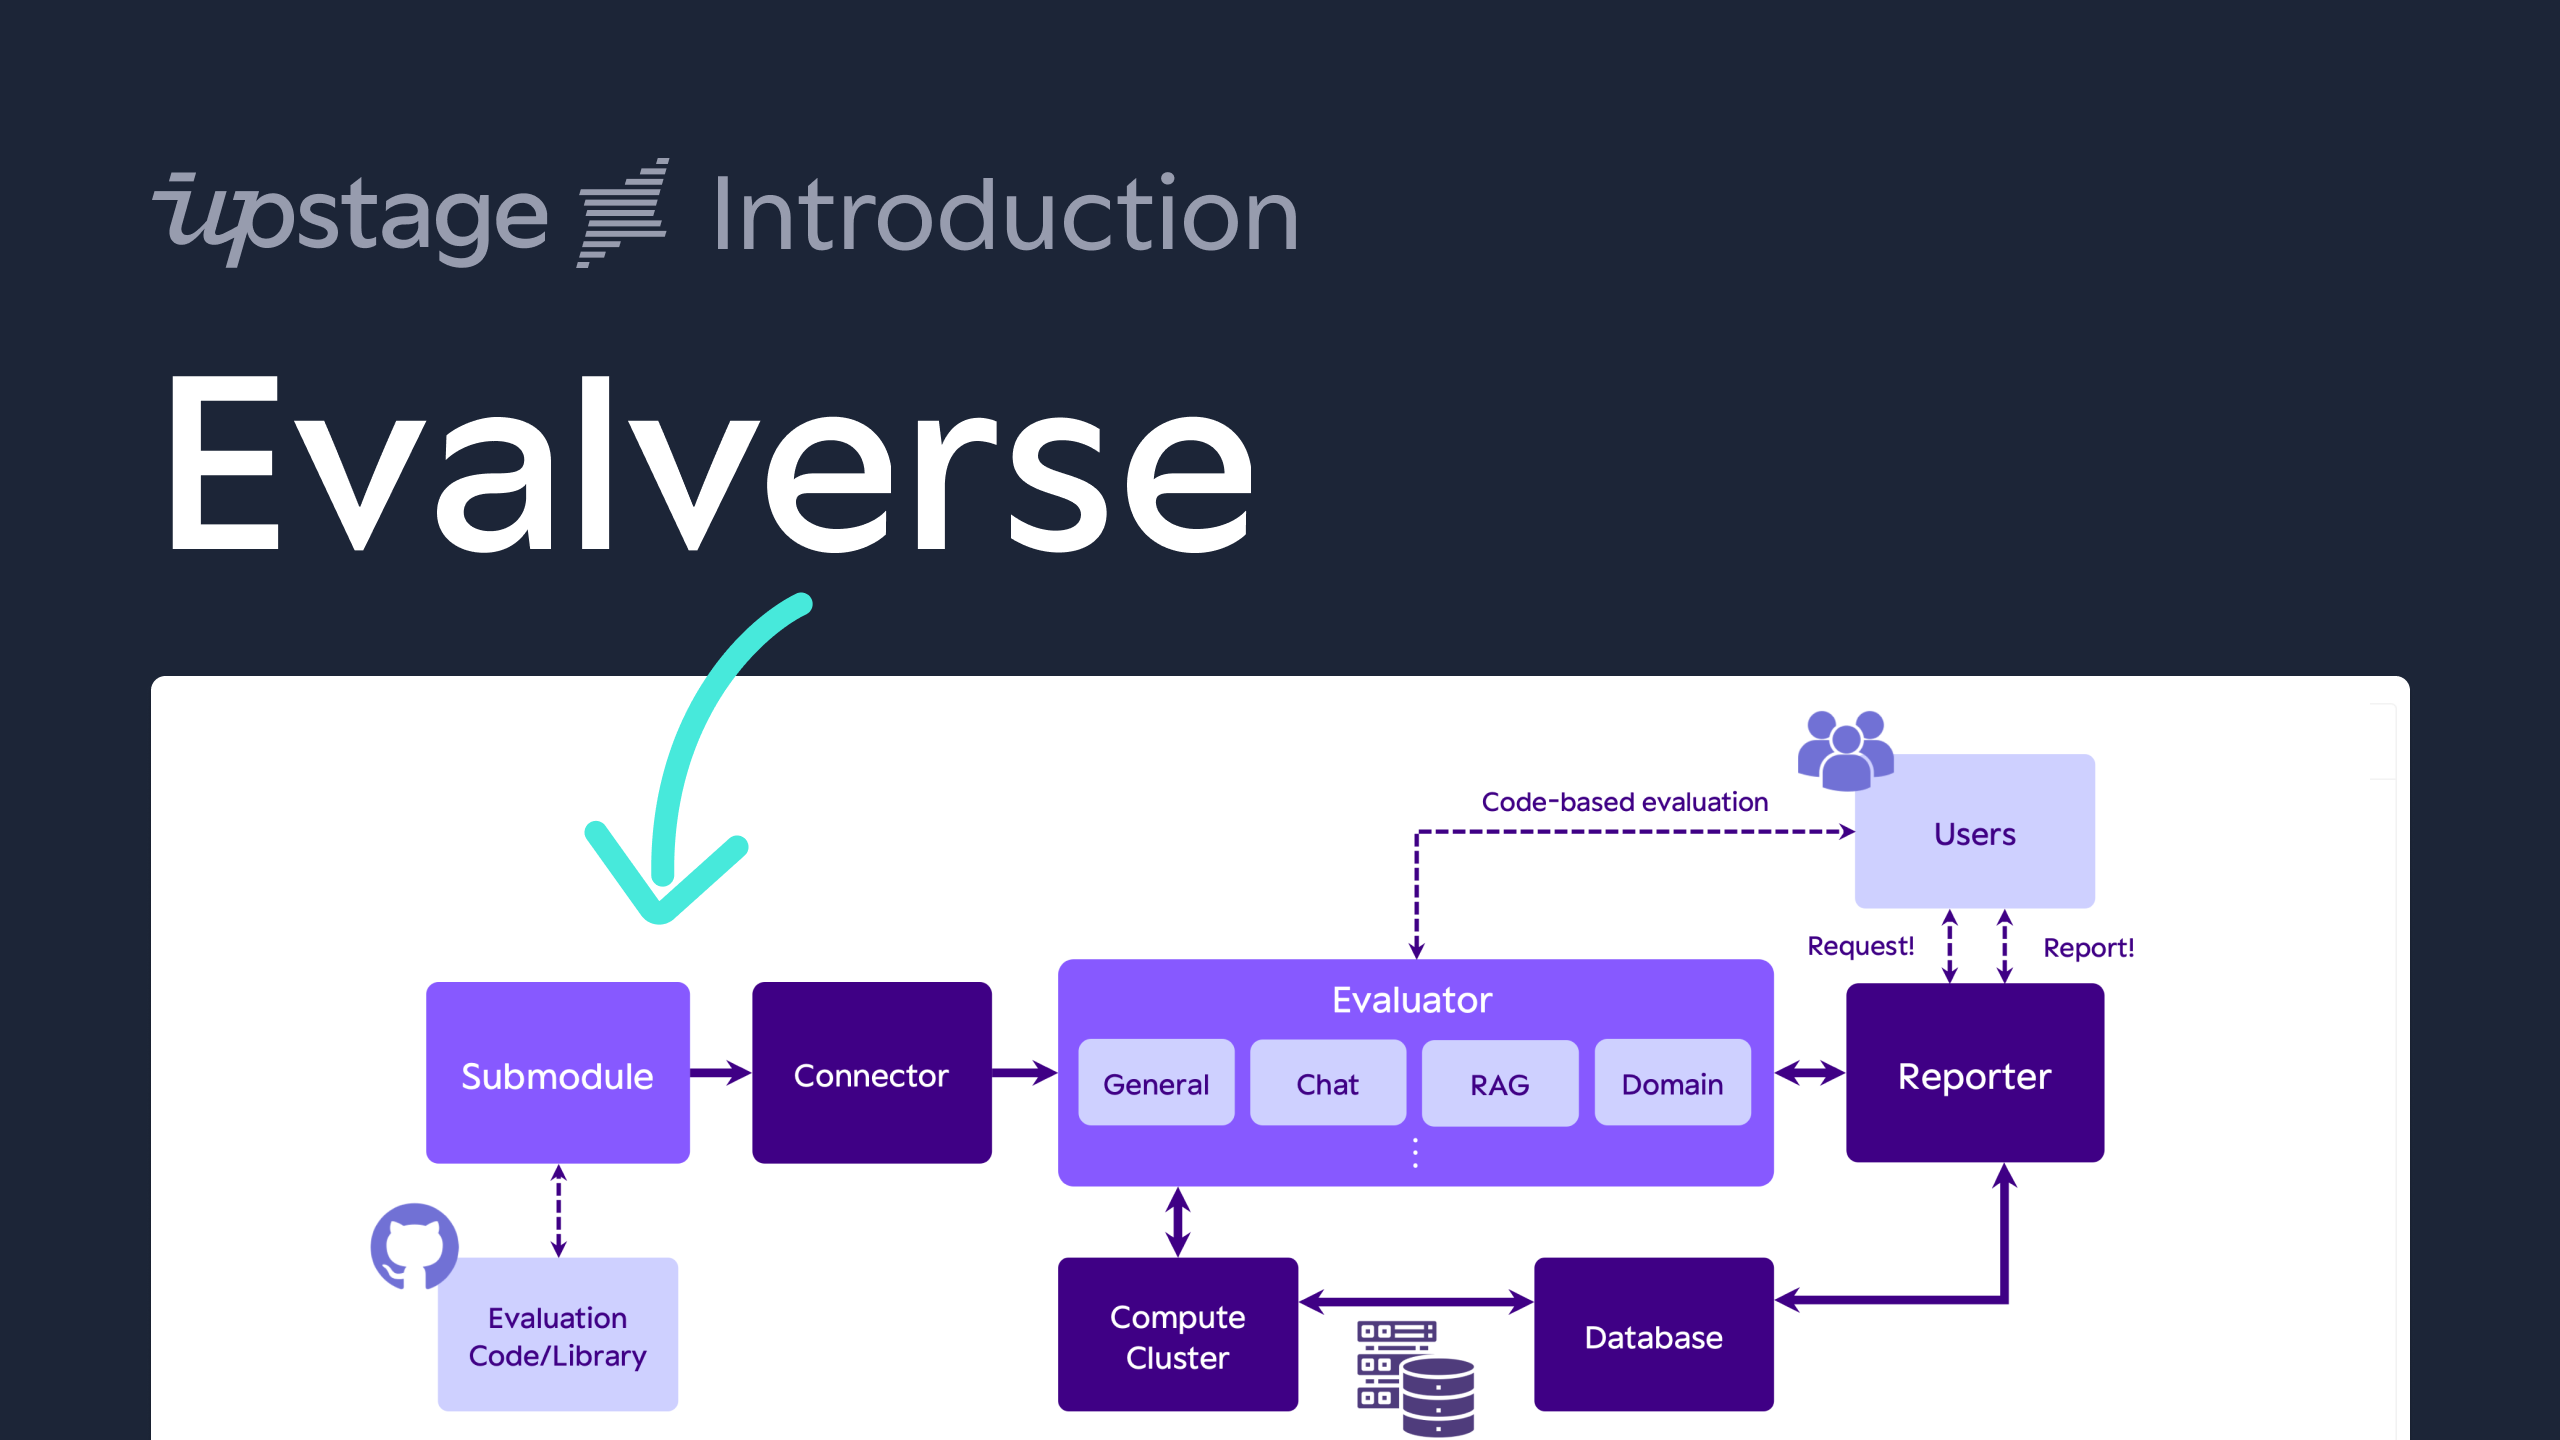 upstage Introduction
Evalverse
Code-based evaluation
Users
Request!
Report!
Submodule
Connector
Evaluator
General
Chat
RAG
Domain
Reporter
Evaluation
Code/Library
Compute
Cluster
Database